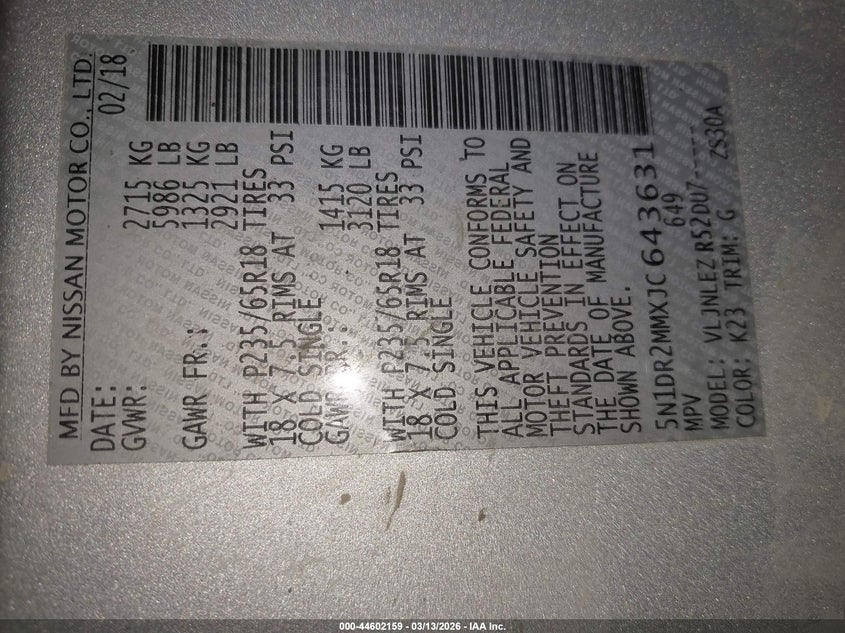 MFD BY NISSAN MOTOR CO., LTD.
DATE: 02/18
GVWR: 2715 KG
5986 LB
GAWR FR.: 1325 KG
2921 LB
WITH P235/65R18 TIRES
18 X 7.5 RIMS AT 33 PSI
COLD SINGLE
GAWR RR.: 1415 KG
3120 LB
WITH P235/65R18 TIRES
18 X 7.5 RIMS AT 33 PSI
COLD SINGLE
THIS VEHICLE CONFORMS TO
ALL APPLICABLE FEDERAL
MOTOR VEHICLE SAFETY AND
THEFT PREVENTION
STANDARDS IN EFFECT ON
THE DATE OF MANUFACTURE
SHOWN ABOVE.
5N1DR2MMXJC643631
MPV 649
MODEL: VLJNLEZ R52DU7-----
COLOR: K23 TRIM: G ZS30A
000-44602159 - 03/13/2026 - IAA Inc.